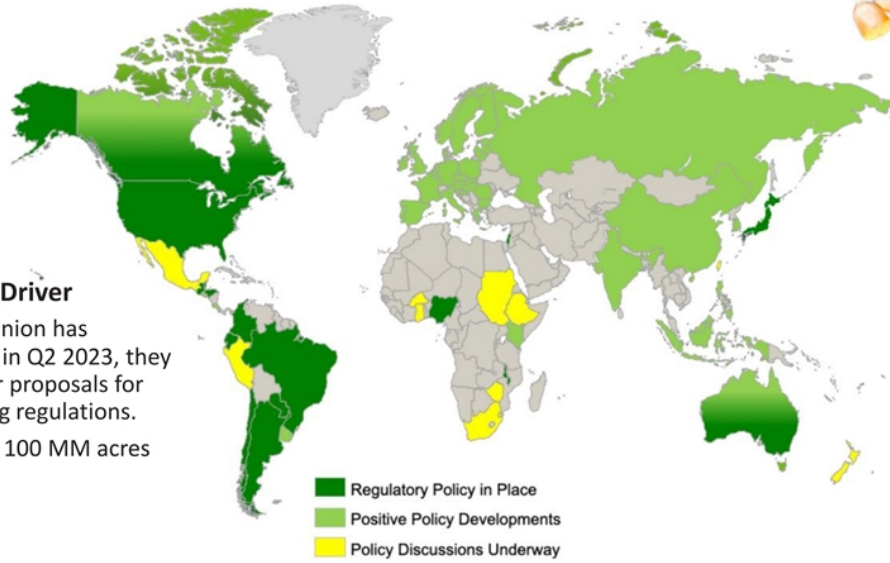 Driver
nion has
in Q2 2023, they
r proposals for
g regulations.
100 MM acres
Regulatory Policy in Place
Positive Policy Developments
Policy Discussions Underway